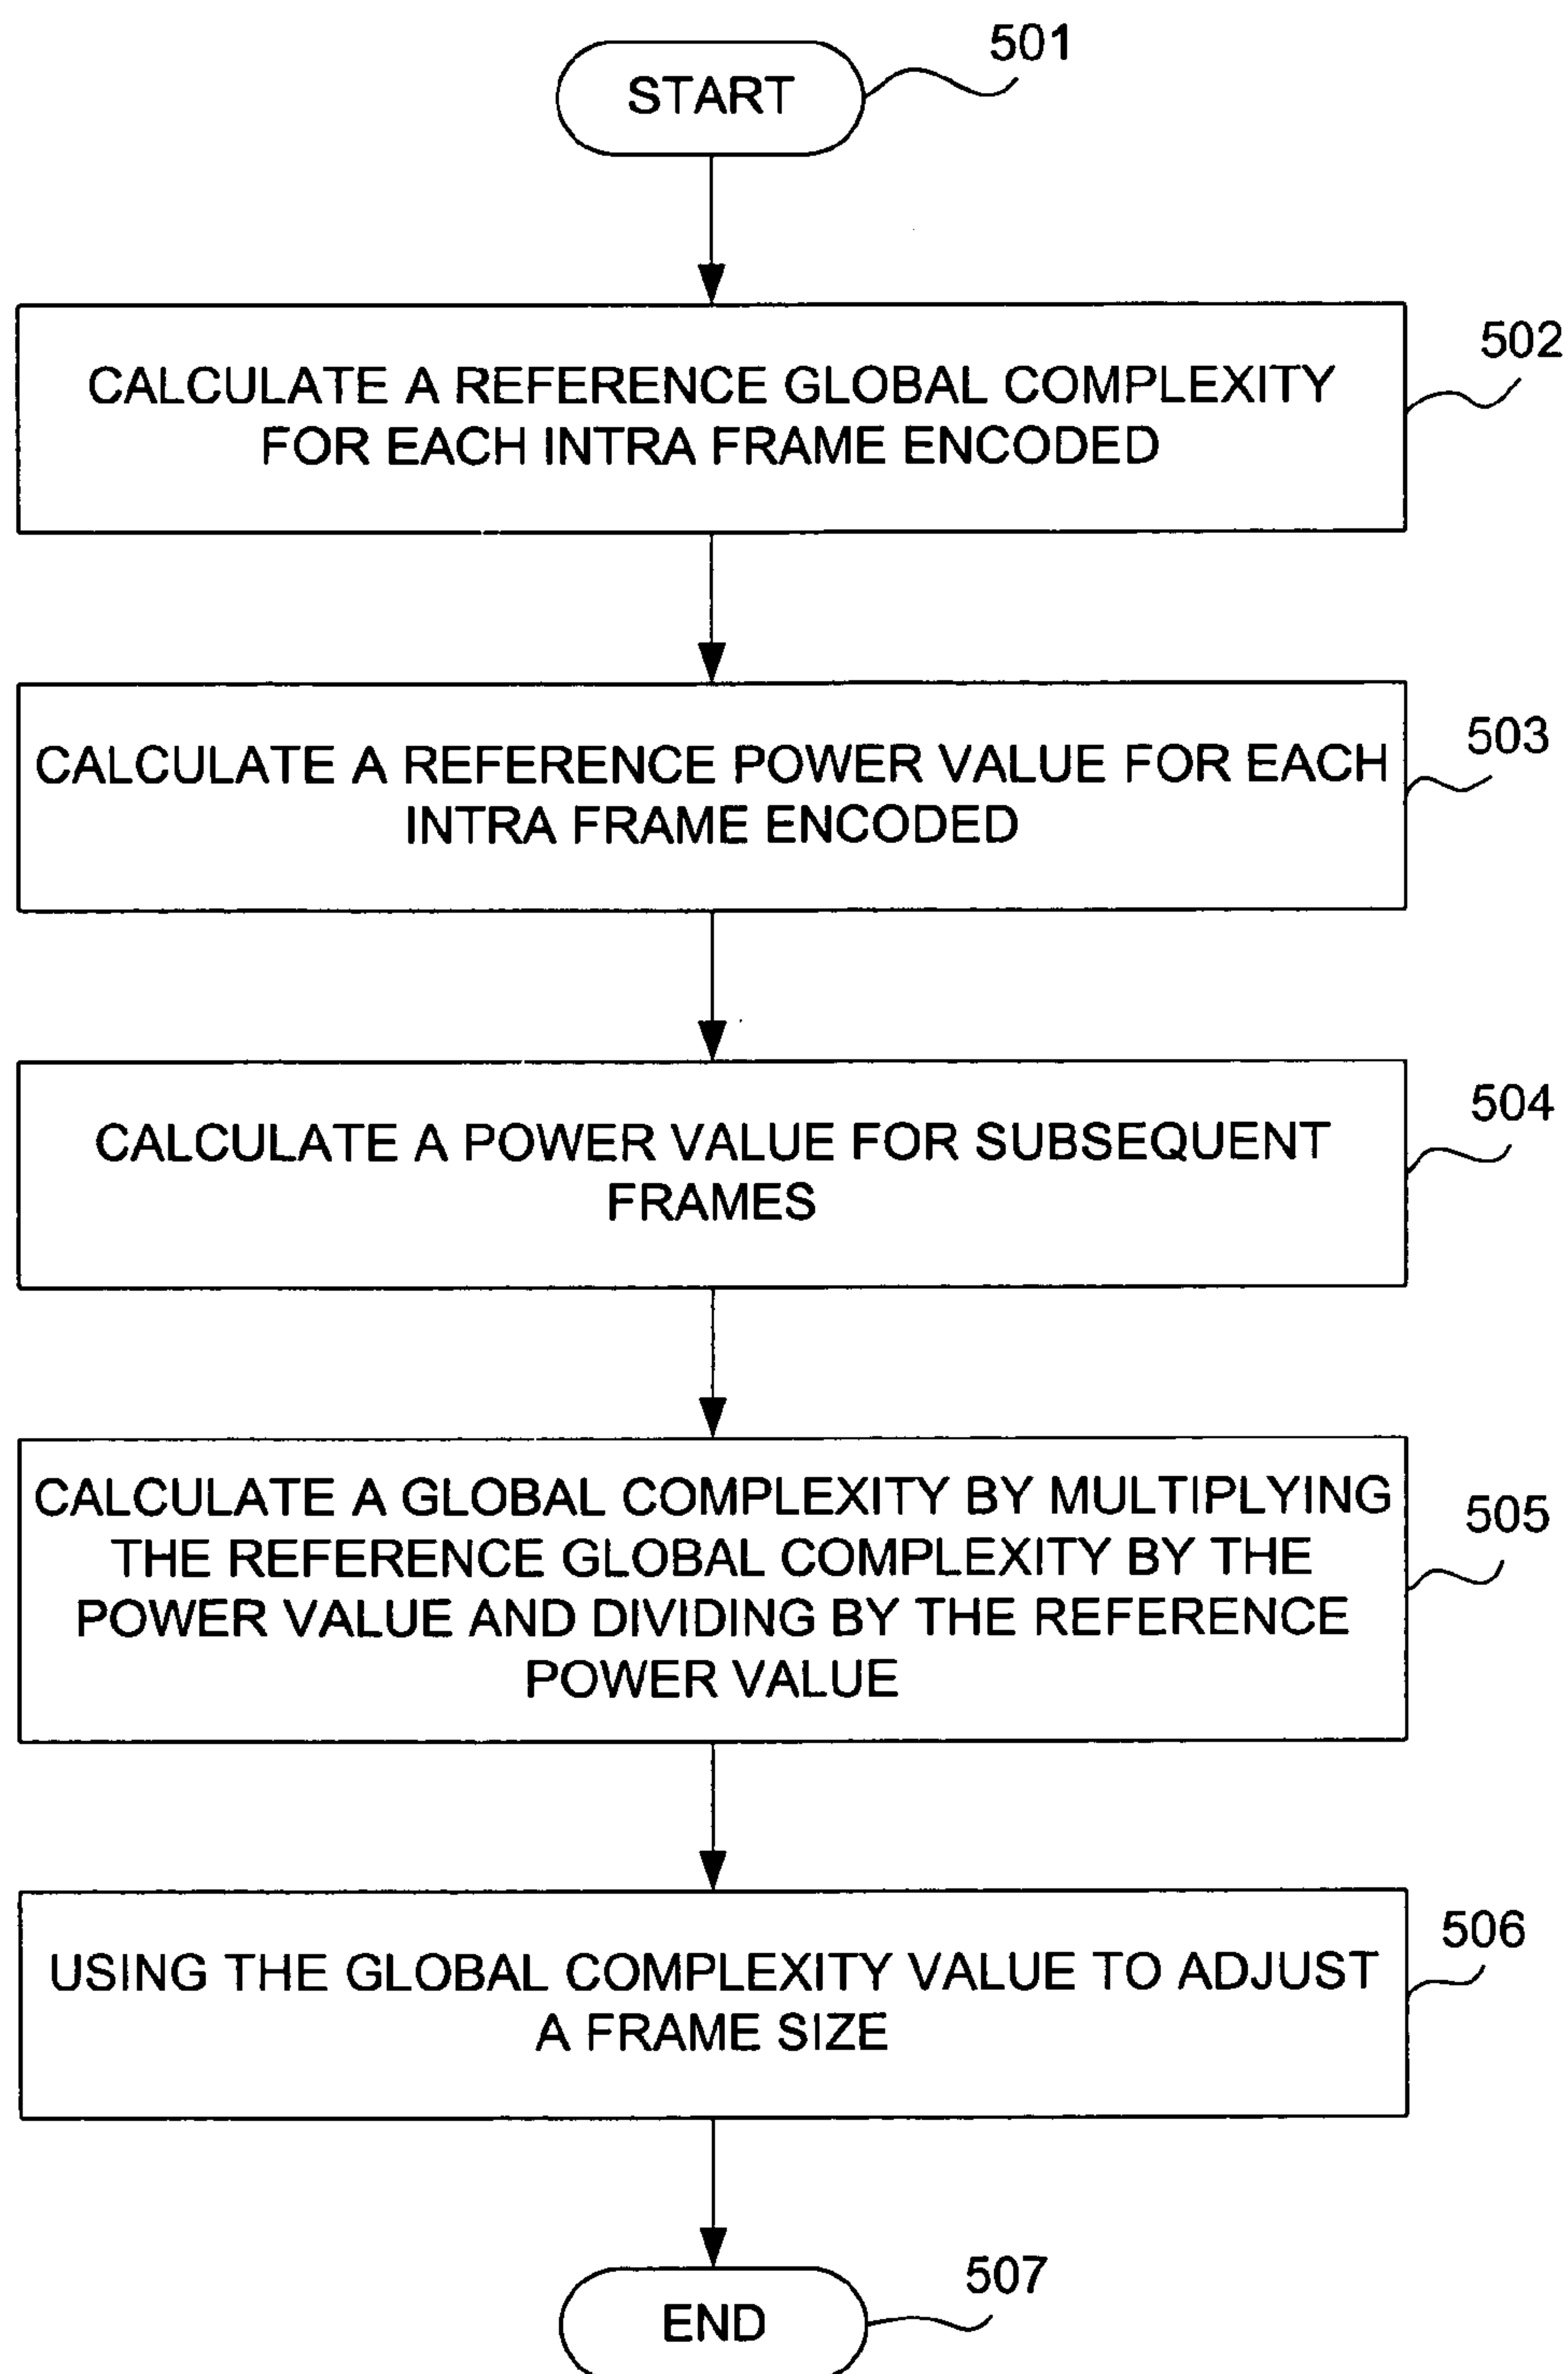 501
START
502
CALCULATE A REFERENCE GLOBAL COMPLEXITY
FOR EACH INTRA FRAME ENCODED
503
CALCULATE A REFERENCE POWER VALUE FOR EACH
INTRA FRAME ENCODED
504
CALCULATE A POWER VALUE FOR SUBSEQUENT
FRAMES
505
CALCULATE A GLOBAL COMPLEXITY BY MULTIPLYING
THE REFERENCE GLOBAL COMPLEXITY BY THE
POWER VALUE AND DIVIDING BY THE REFERENCE
POWER VALUE
506
USING THE GLOBAL COMPLEXITY VALUE TO ADJUST
A FRAME SIZE
507
END